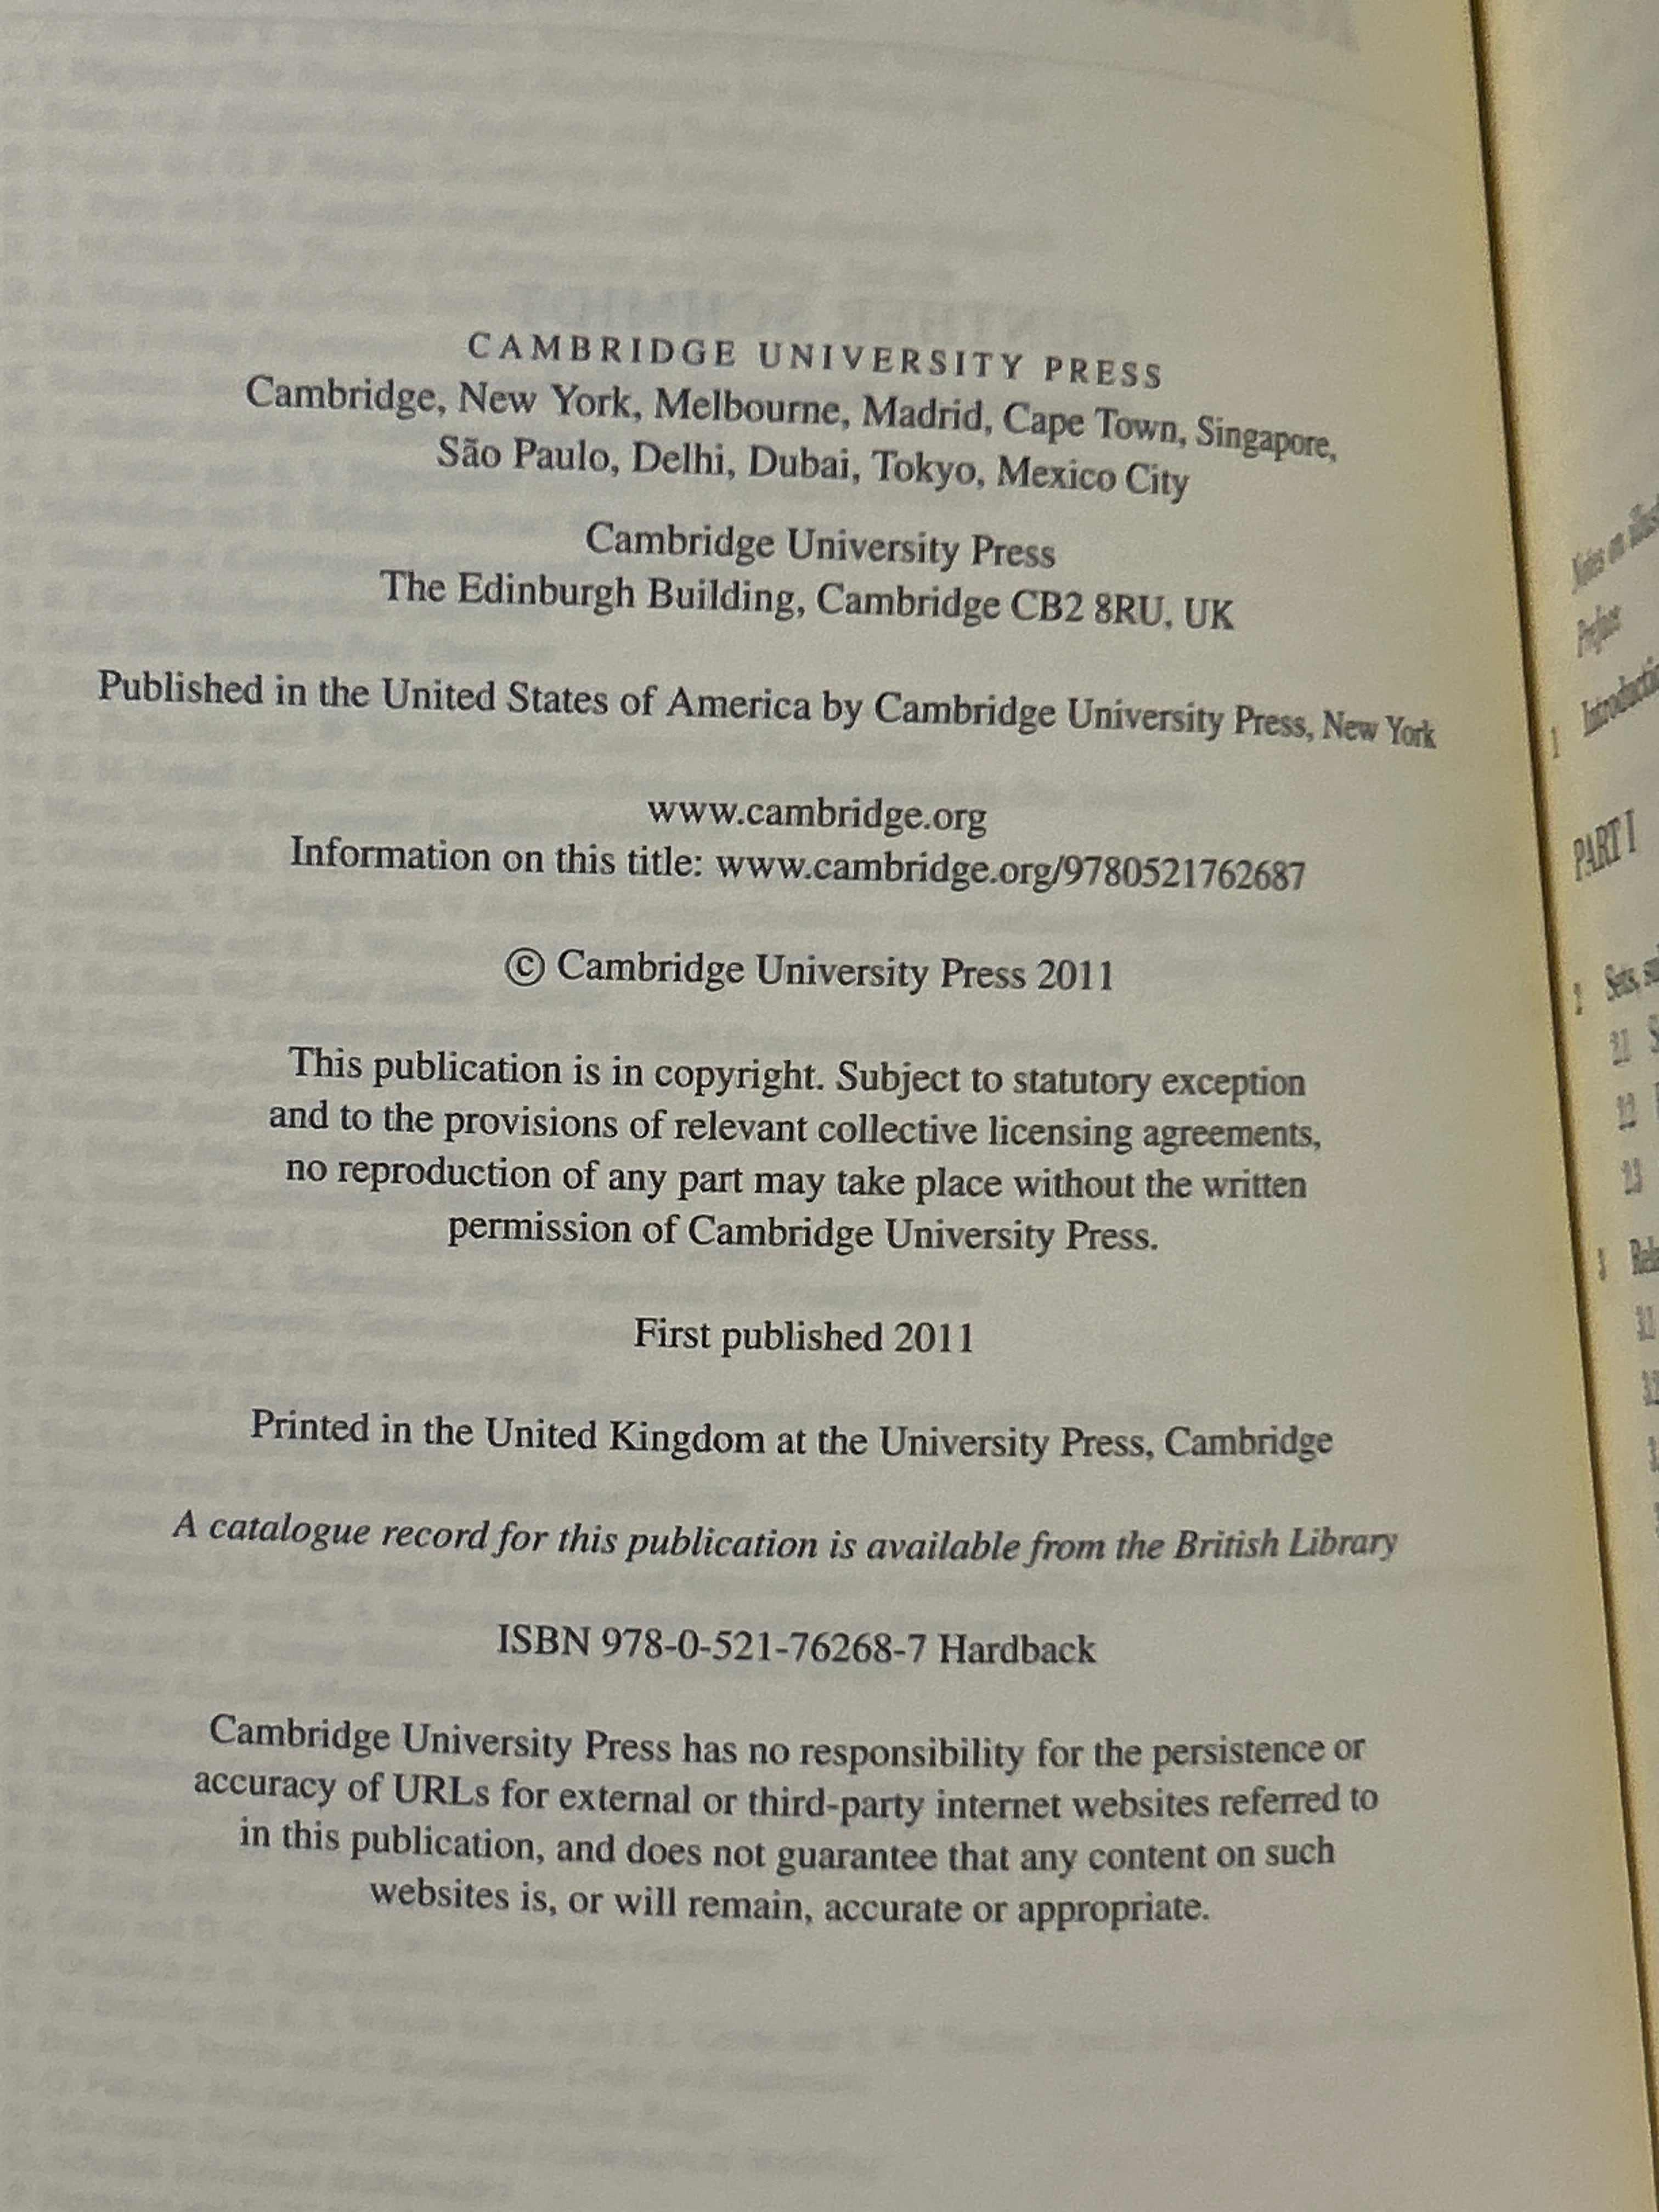 CAMBRIDGE UNIVERSITY PRESS
Cambridge, New York, Melbourne, Madrid, Cape Town, Singapore,
São Paulo, Delhi, Dubai, Tokyo, Mexico City
Cambridge University Press
The Edinburgh Building, Cambridge CB2 8RU, UK
Published in the United States of America by Cambridge University Press, New York
www.cambridge.org
Information on this title: www.cambridge.org/9780521762687
© Cambridge University Press 2011
This publication is in copyright. Subject to statutory exception
and to the provisions of relevant collective licensing agreements,
no reproduction of any part may take place without the written
permission of Cambridge University Press.
First published 2011
Printed in the United Kingdom at the University Press, Cambridge
A catalogue record for this publication is available from the British Library
ISBN 978-0-521-76268-7 Hardback
Cambridge University Press has no responsibility for the persistence or
accuracy of URLs for external or third-party internet websites referred to
in this publication, and does not guarantee that any content on such
websites is, or will remain, accurate or appropriate.
Notes on
Preface
1
PART I
2 Sets,
3